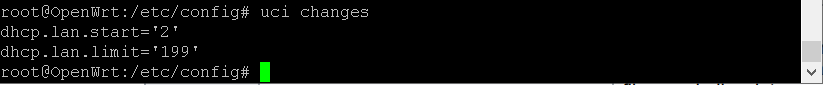 root@OpenWrt:/etc/config# uci changes
dhcp.lan.start='2'
dhcp.lan.limit='199'
root@OpenWrt:/etc/config#